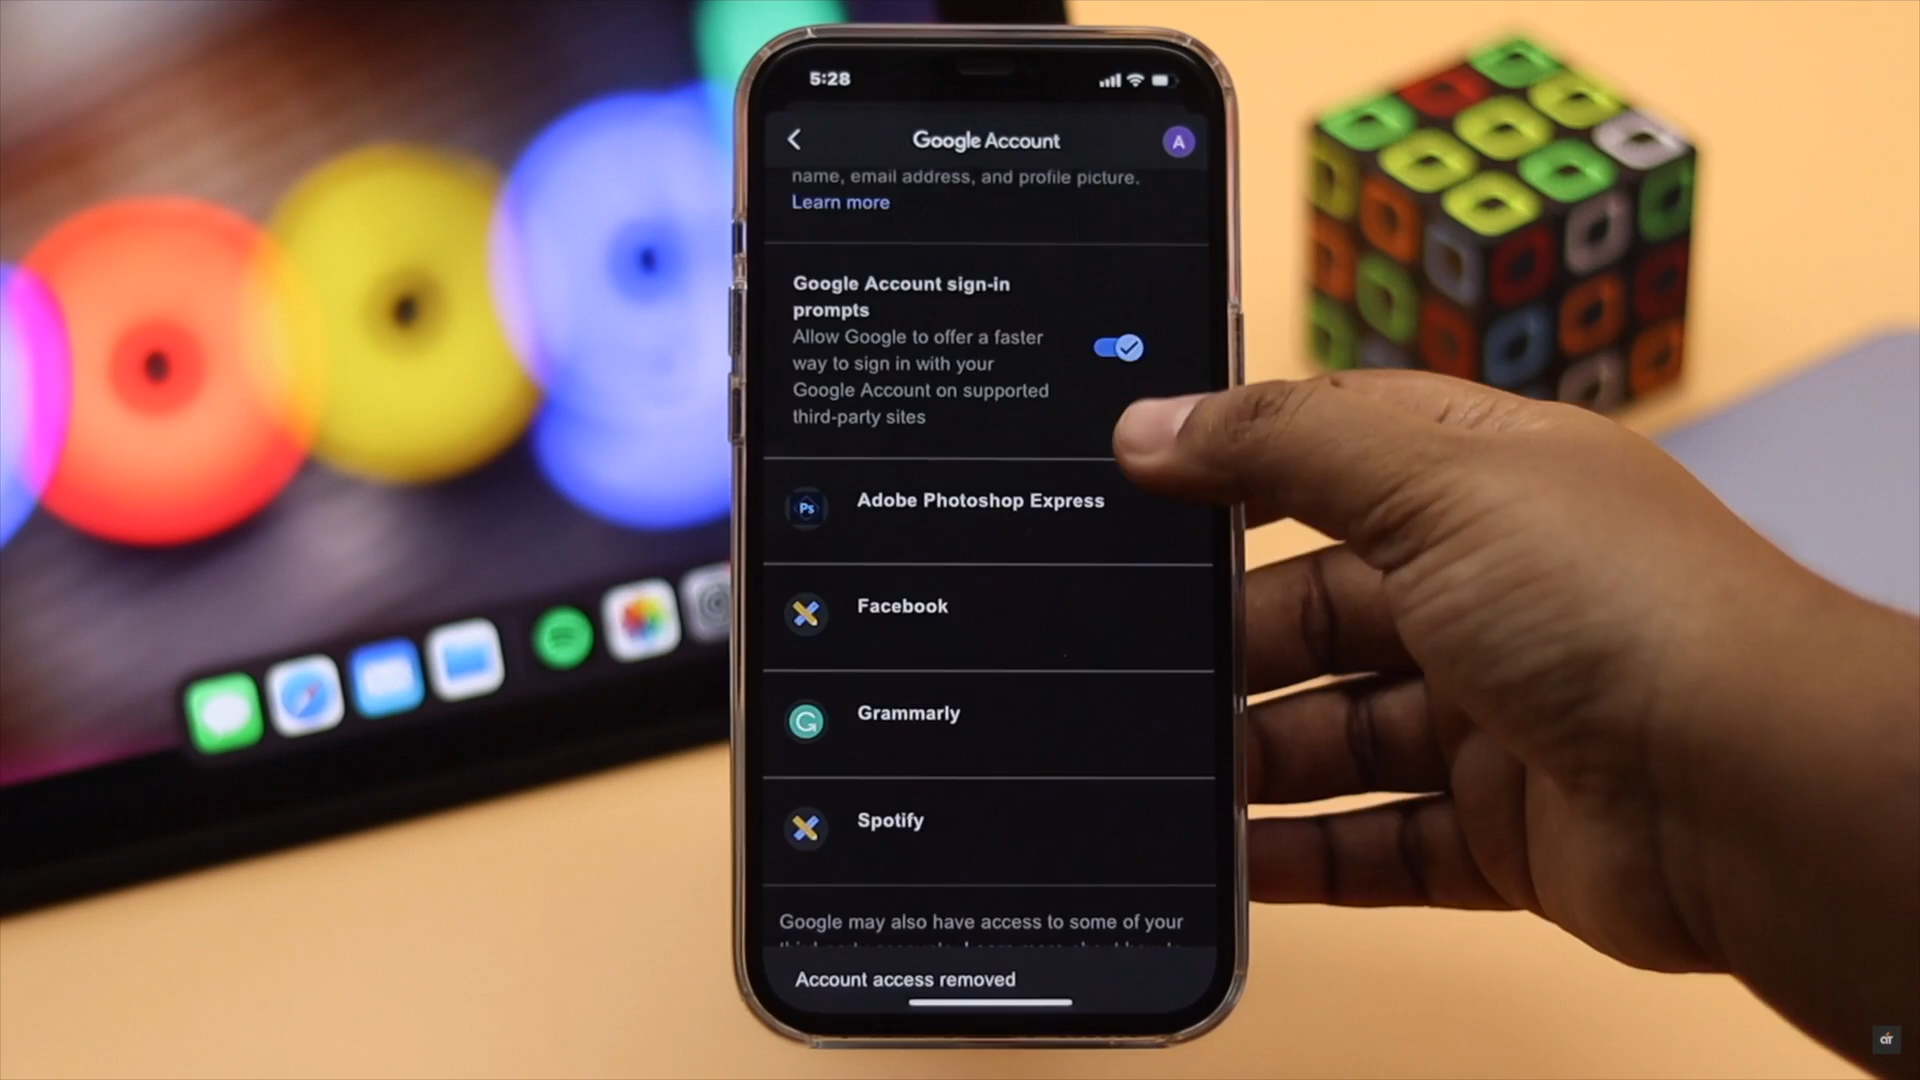 5:28
Google Account
A
name, email address, and profile picture.
Learn more
Google Account sign-in
prompts
Allow Google to offer a faster
way to sign in with your
Google Account on supported
third-party sites
Ps
Adobe Photoshop Express
Facebook
G
Grammarly
Spotify
Google may also have access to some of your
Account access removed
air